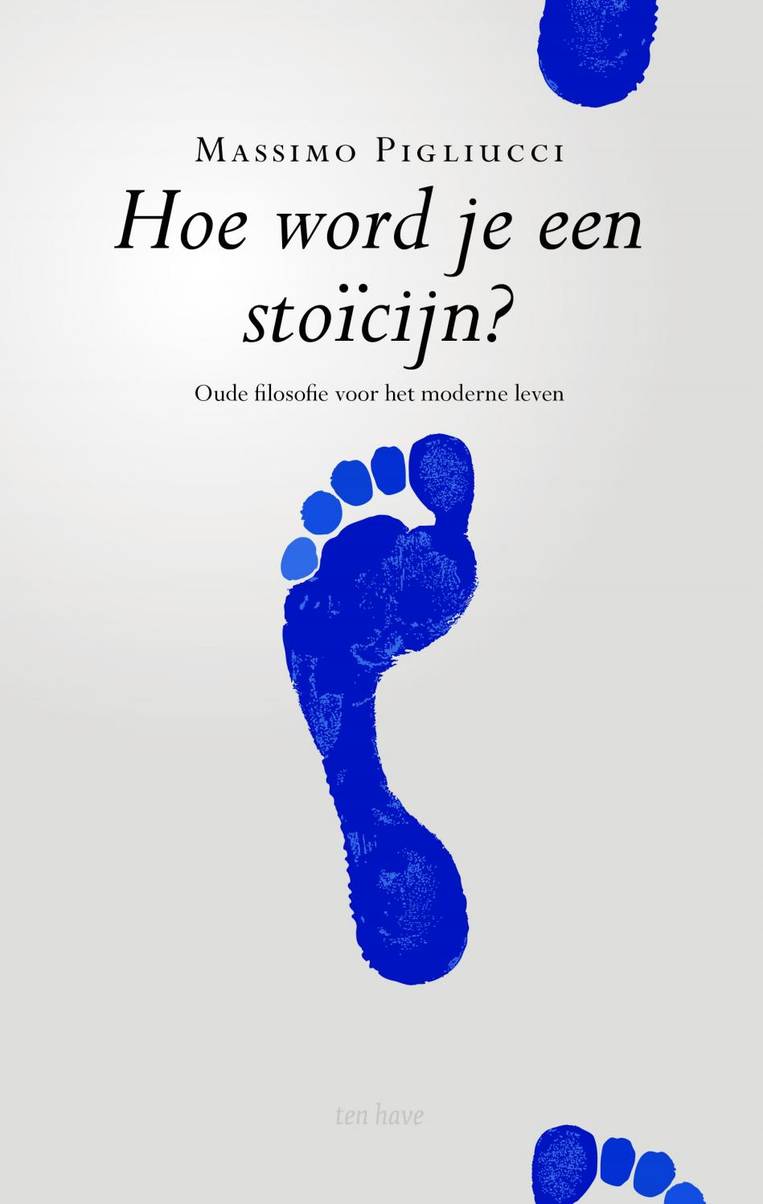 Massimo Pigliucci
Hoe word je een
stoïcijn?
Oude filosofie voor het moderne leven
ten have